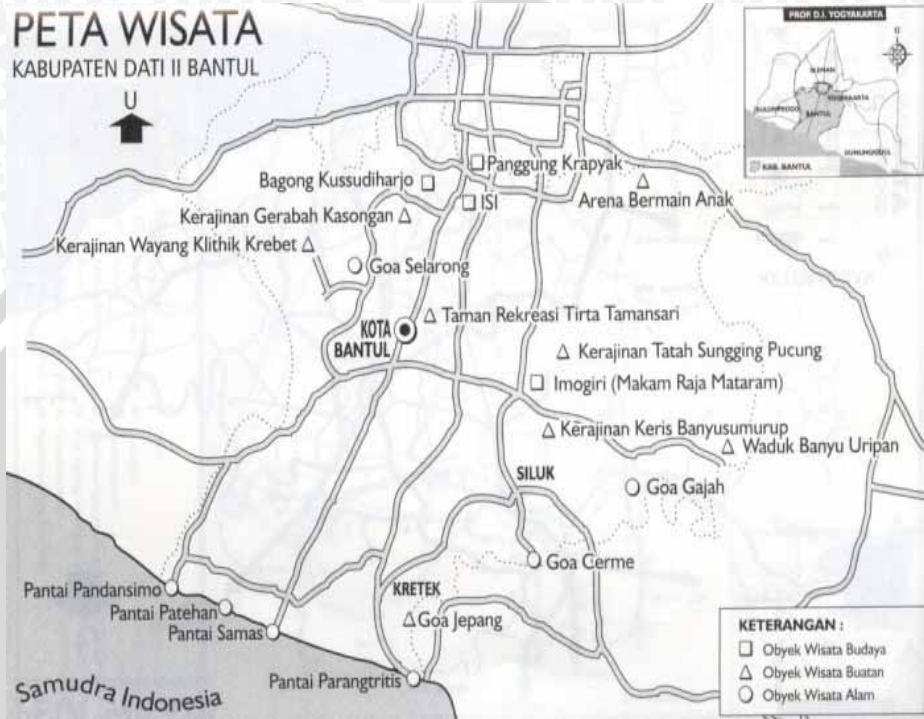 PETA WISATA
KABUPATEN DATI II BANTUL
U
PROP. D.I. YOGYAKARTA
U
SLEMAN
YOGYAKARTA
KULONPROGO
BANTUL
GUNUNGKIDUL
KAB. BANTUL
Panggung Krapyak
Bagong Kussudiharjo
ISI
Arena Bermain Anak
Kerajinan Gerabah Kasongan
Kerajinan Wayang Klithik Krebet
Goa Selarong
Taman Rekreasi Tirta Tamansari
KOTA
BANTUL
Kerajinan Tatah Sungging Pucung
Imogiri (Makam Raja Mataram)
Kerajinan Keris Banyusumurup
Waduk Banyu Uripan
SILUK
Goa Gajah
Goa Cerme
Pantai Pandansimo
KRETEK
Pantai Patehan
Goa Jepang
Pantai Samas
Pantai Parangtritis
Samudra Indonesia
KETERANGAN :
Obyek Wisata Budaya
Obyek Wisata Buatan
Obyek Wisata Alam